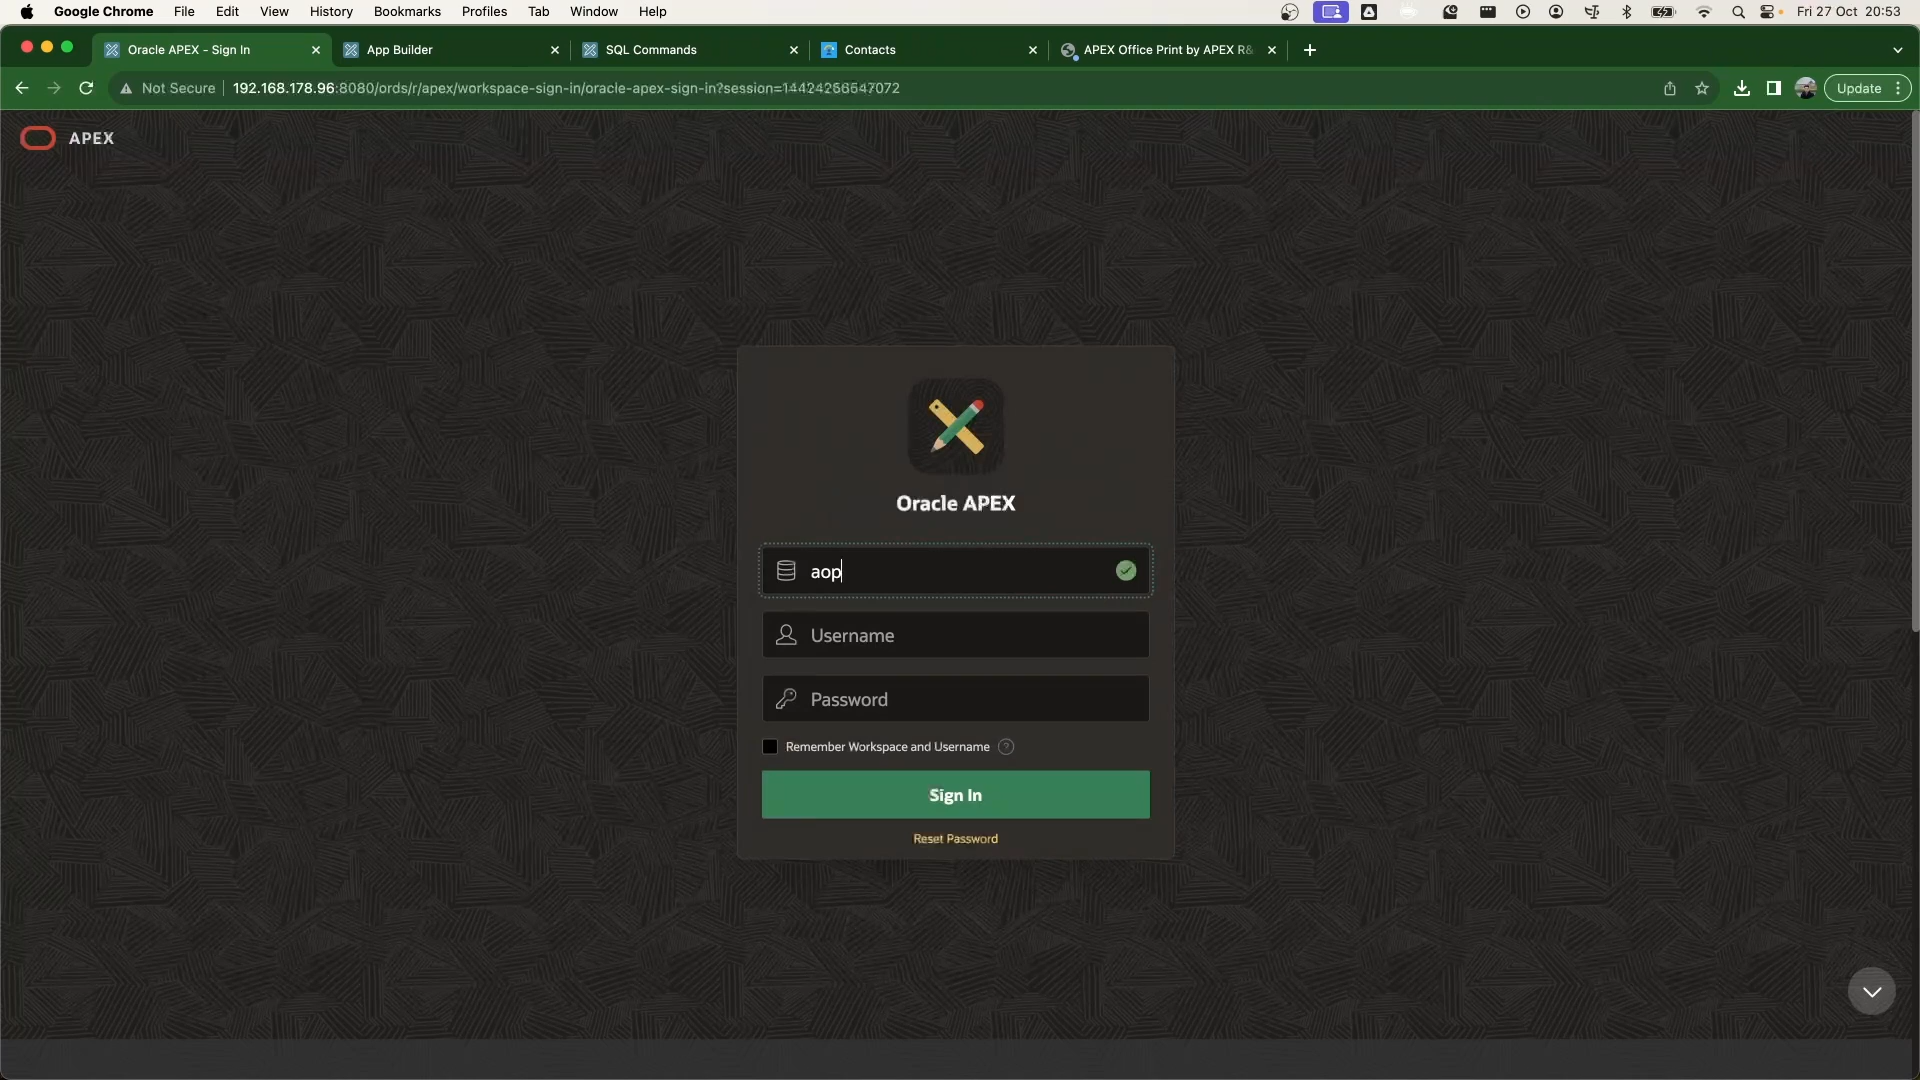 Google Chrome File Edit View History Bookmarks Profiles Tab Window Help Fri 27 Oct 20:53
Oracle APEX - Sign In App Builder SQL Commands Contacts APEX Office Print by APEX R&
Not Secure 192.168.178.96:8080/ords/r/apex/workspace-sign-in/oracle-apex-sign-in?session= Update
APEX
Oracle APEX
aop
Username
Password
Remember Workspace and Username ?
Sign In
Reset Password